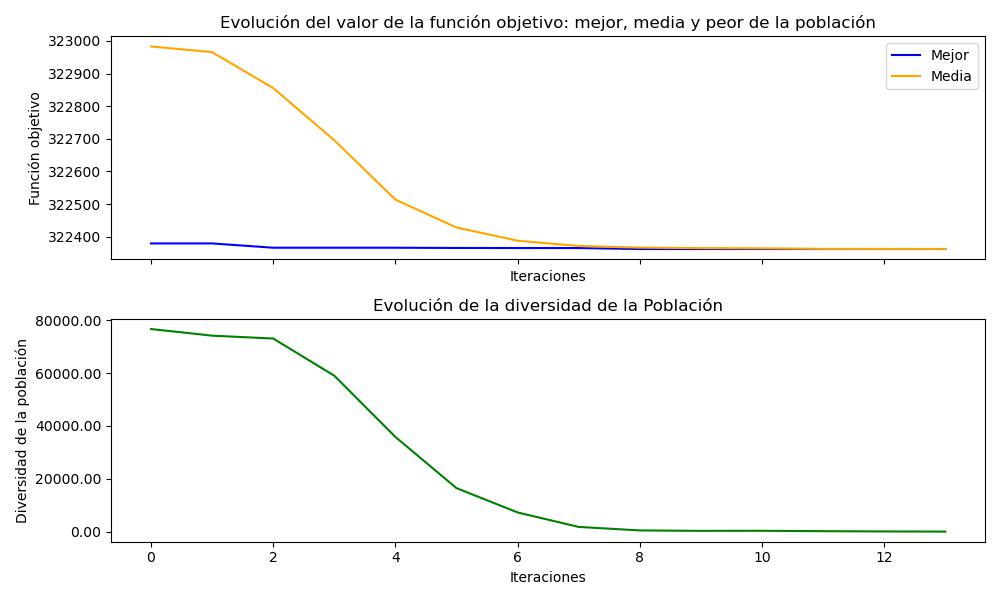 Evolución del valor de la función objetivo: mejor, media y peor de la población
323000
322900
322800
322700
322600
322500
322400
Función objetivo
Mejor
Media
Iteraciones
Evolución de la diversidad de la Población
80000.00
60000.00
40000.00
20000.00
0.00
Diversidad de la población
0 2 4 6 8 10 12
Iteraciones